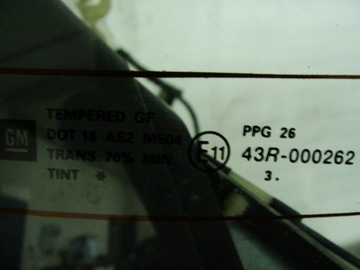 GM
TEMPERED GF
DOT 18 AS2 M504
TRANS. 70% MIN
TINT *
E11
PPG 26
43R-000262
3.